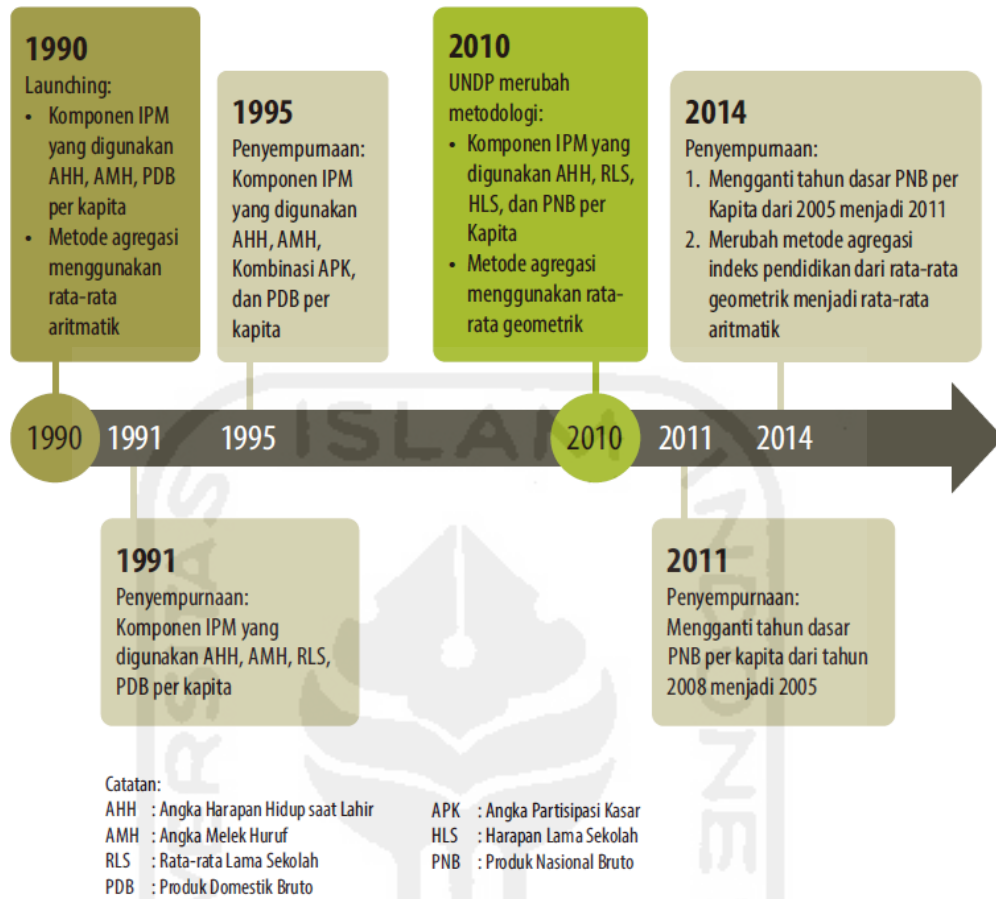 1990
Launching:
• Komponen IPM
yang digunakan
AHH, AMH, PDB
per kapita
• Metode agregasi
menggunakan
rata-rata
aritmatik
1995
Penyempurnaan:
Komponen IPM
yang digunakan
AHH, AMH,
Kombinasi APK,
dan PDB per
kapita
2010
UNDP merubah
metodologi:
• Komponen IPM yang
digunakan AHH, RLS,
HLS, dan PNB per
Kapita
• Metode agregasi
menggunakan rata-
rata geometrik
2014
Penyempurnaan:
1. Mengganti tahun dasar PNB per
Kapita dari 2005 menjadi 2011
2. Merubah metode agregasi
indeks pendidikan dari rata-rata
geometrik menjadi rata-rata
aritmatik
1990 1991 1995 2010 2011 2014
1991
Penyempurnaan:
Komponen IPM yang
digunakan AHH, AMH, RLS,
PDB per kapita
2011
Penyempurnaan:
Mengganti tahun dasar
PNB per kapita dari tahun
2008 menjadi 2005
Catatan:
AHH : Angka Harapan Hidup saat Lahir
AMH : Angka Melek Huruf
RLS : Rata-rata Lama Sekolah
PDB : Produk Domestik Bruto
APK : Angka Partisipasi Kasar
HLS : Harapan Lama Sekolah
PNB : Produk Nasional Bruto
ISLAM